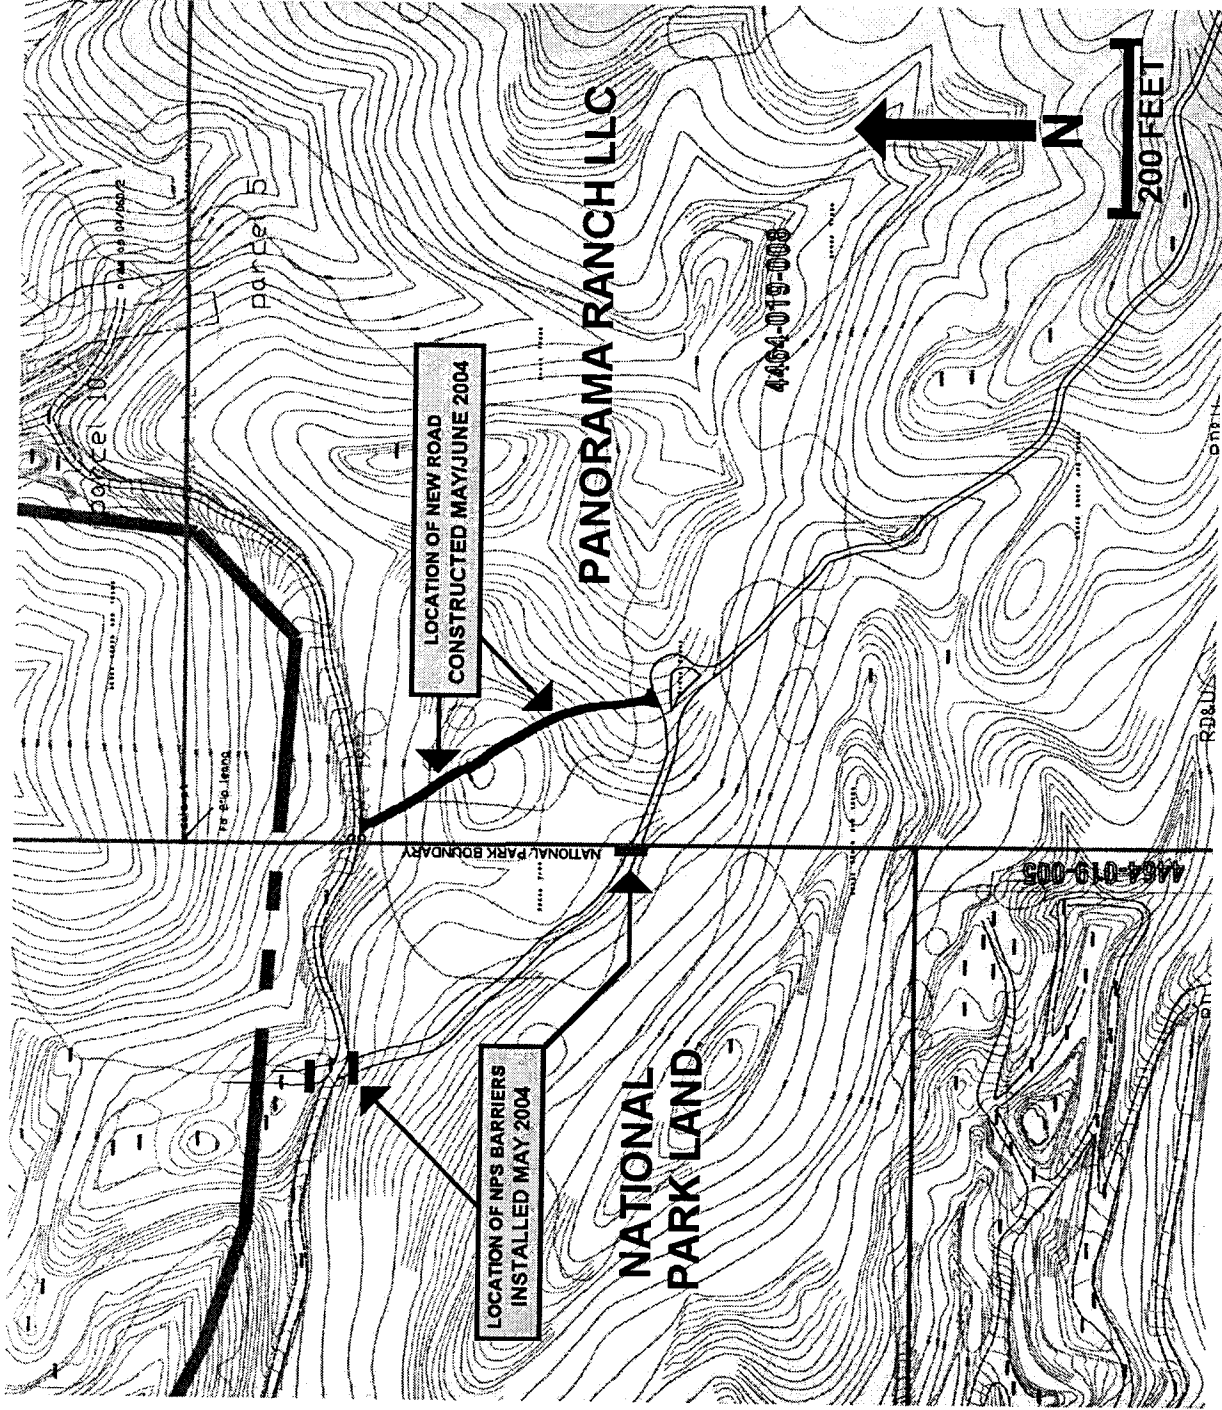 PANORAMA RANCH LLC
4464-019-008
LOCATION OF NEW ROAD
CONSTRUCTED MAY/JUNE 2004
parcel 5
parcel 10
NATIONAL PARK BOUNDARY
LOCATION OF NPS BARRIERS
INSTALLED MAY 2004
NATIONAL
PARK LAND
4464-019-005
N
200 FEET